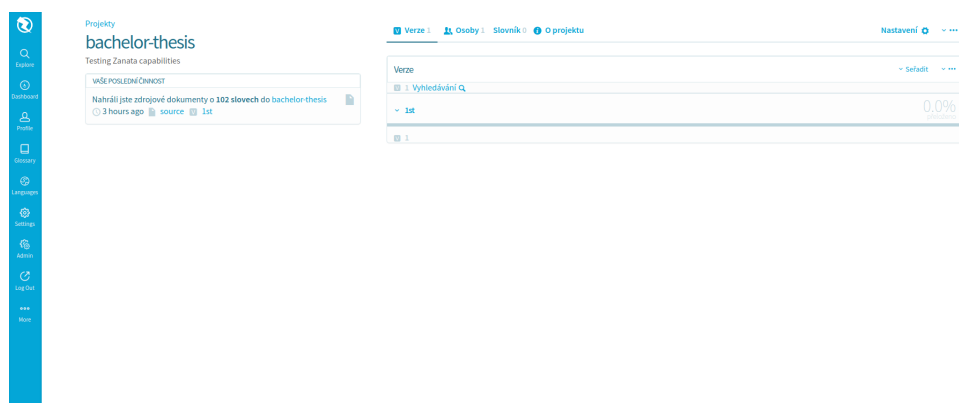 Explore
Dashboard
Profile
Glossary
Languages
Settings
Admin
Log Out
More
Projekty
bachelor-thesis
Testing Zanata capabilities
VAŠE POSLEDNÍ ČINNOST
Nahráli jste zdrojové dokumenty o 102 slovech do bachelor-thesis
3 hours ago source 1st
Verze 1 Osoby 1 Slovník 0 O projektu
Nastavení
Verze
Seřadit
1 Vyhledávání
1st
0.0%
přeloženo
1